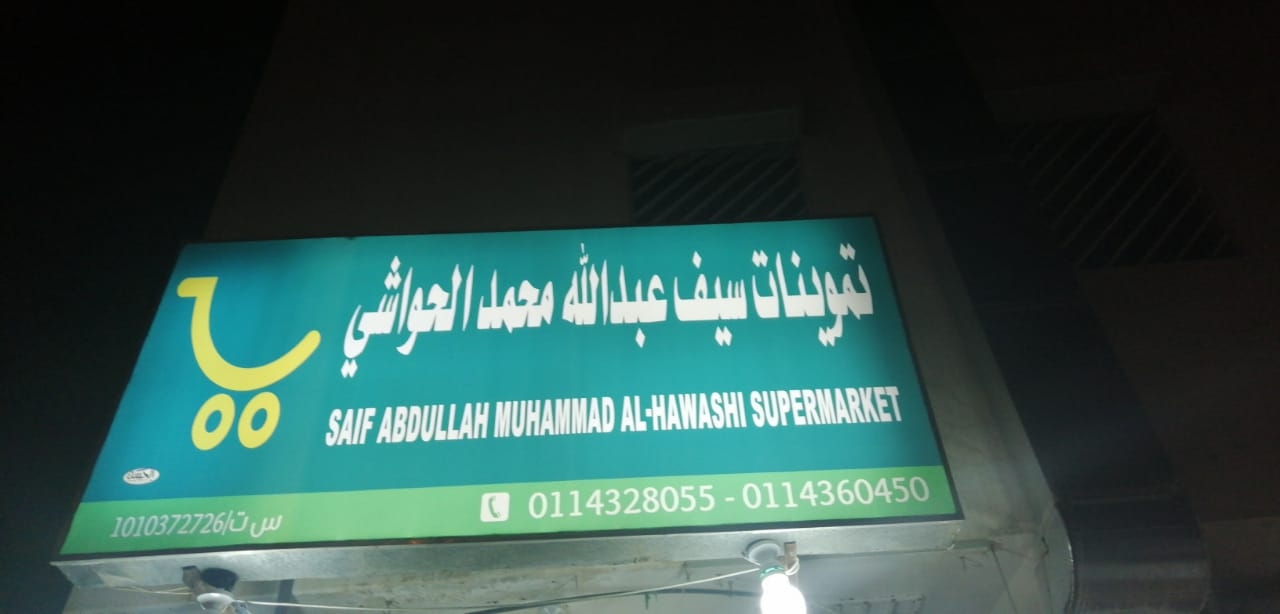 تموينات سيف عبدالله محمد الحواشي
SAIF ABDULLAH MUHAMMAD AL-HAWASHI SUPERMARKET
0114328055 - 0114360450
س ت/1010372726